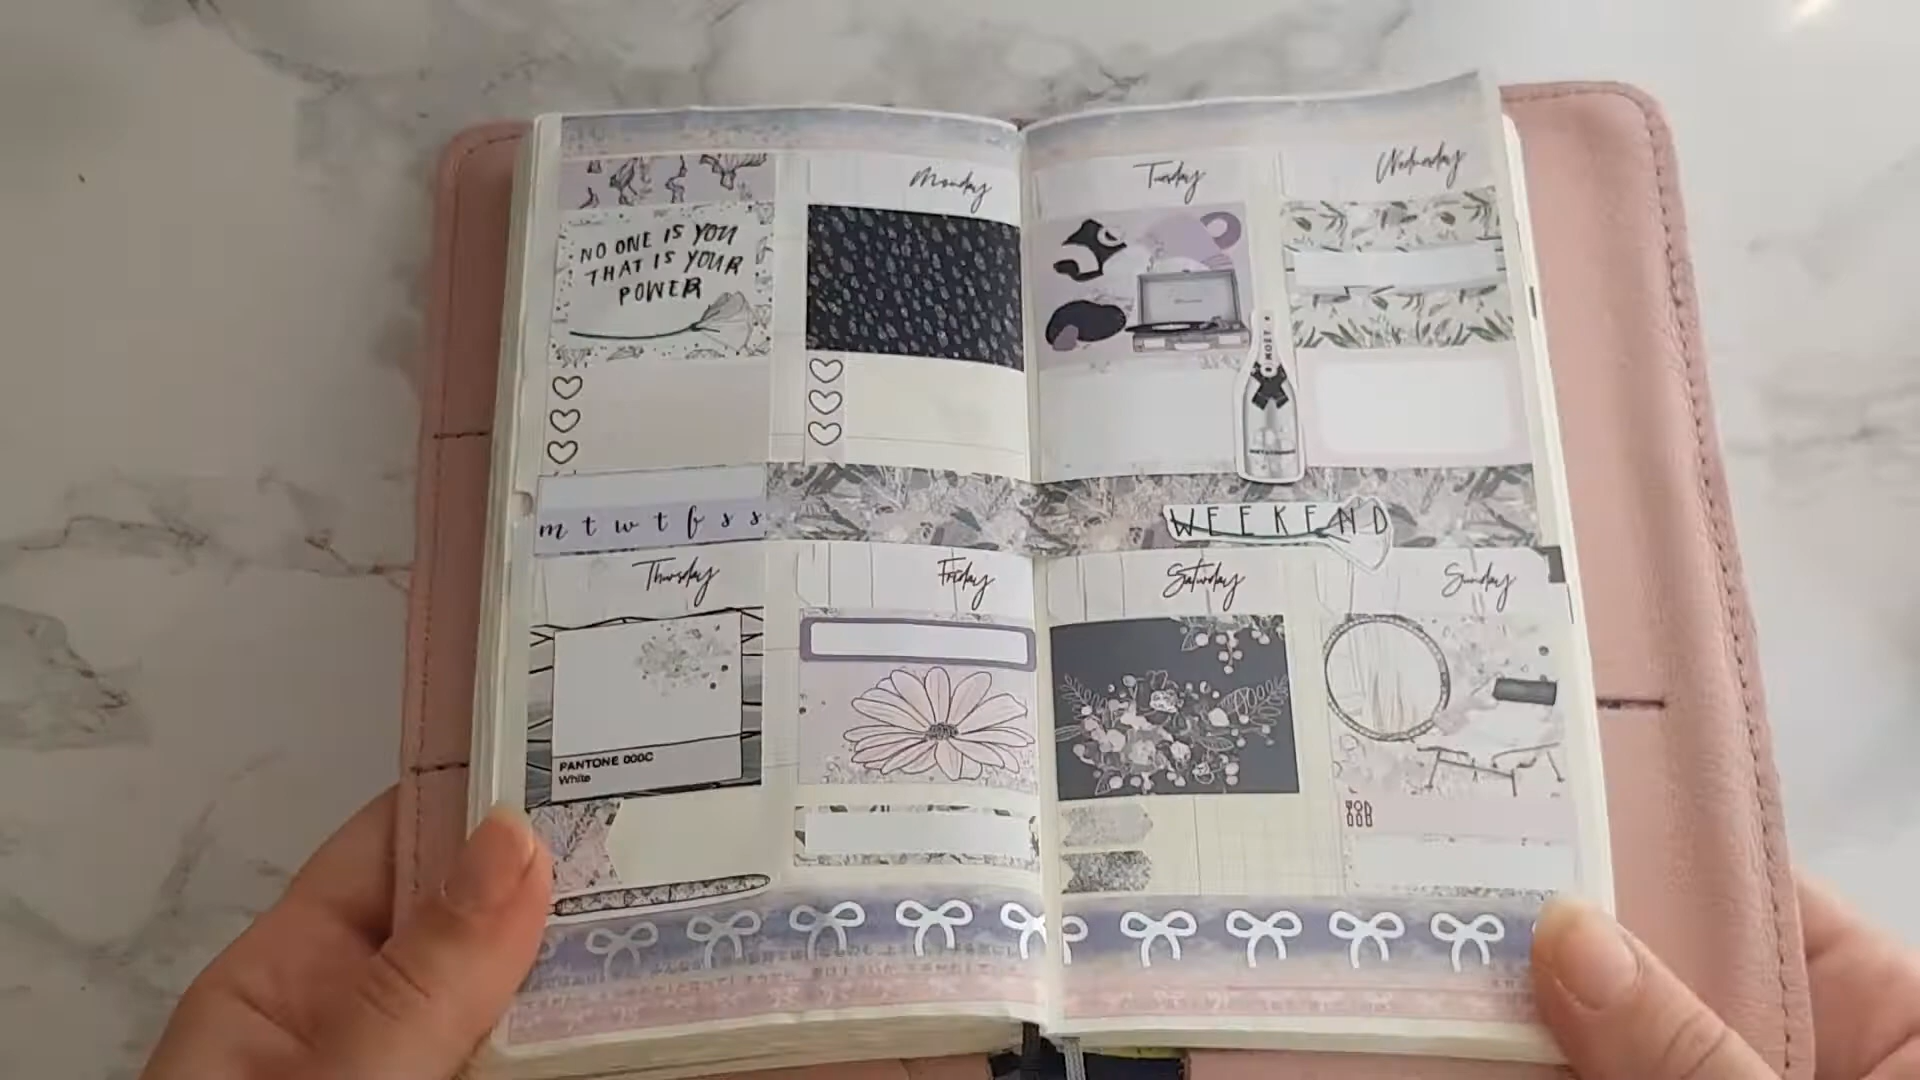 Monday
Tuesday
Wednesday
NO ONE IS YOU
THAT IS YOUR
POWER
MOET
m t w t f s s
WEEKEND
Thursday
Friday
Saturday
Sunday
PANTONE 000C
White